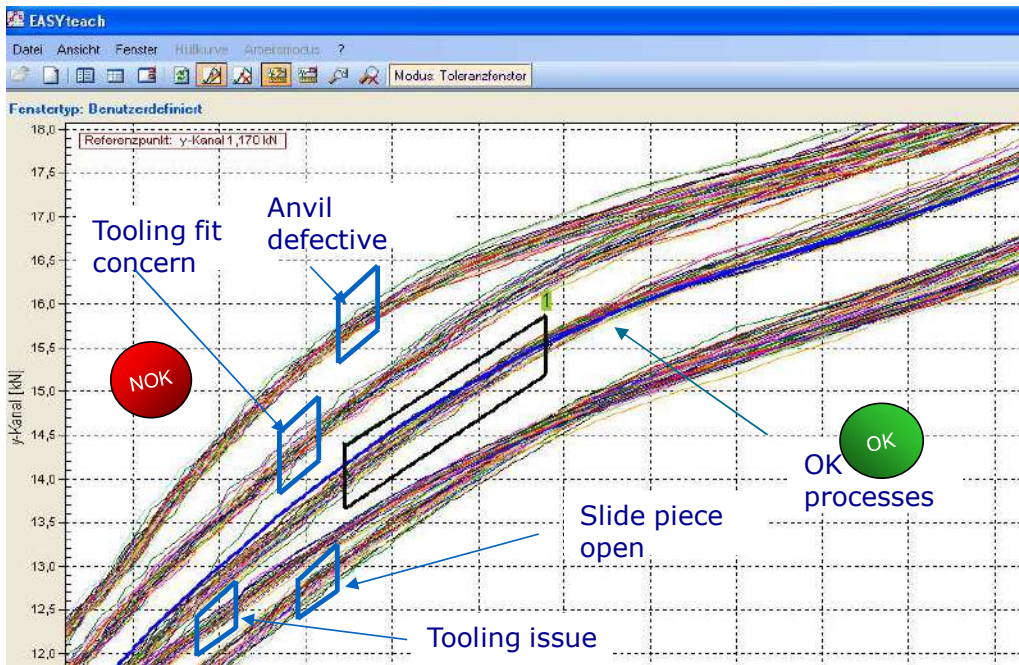 EASYteach
Datei Ansicht Fenster Hüllkurve Arbeitsmodus ?
Modus: Toleranzfenster
Fenstertyp: Benutzerdefiniert
Referenzpunkt: y-Kanal 1,170 kN
18,0
17,5
17,0
16,5
16,0
15,5
15,0
14,5
14,0
13,5
13,0
12,5
12,0
y-Kanal [kN]
Tooling fit
concern
Anvil
defective
1
NOK
OK
OK
processes
Slide piece
open
Tooling issue